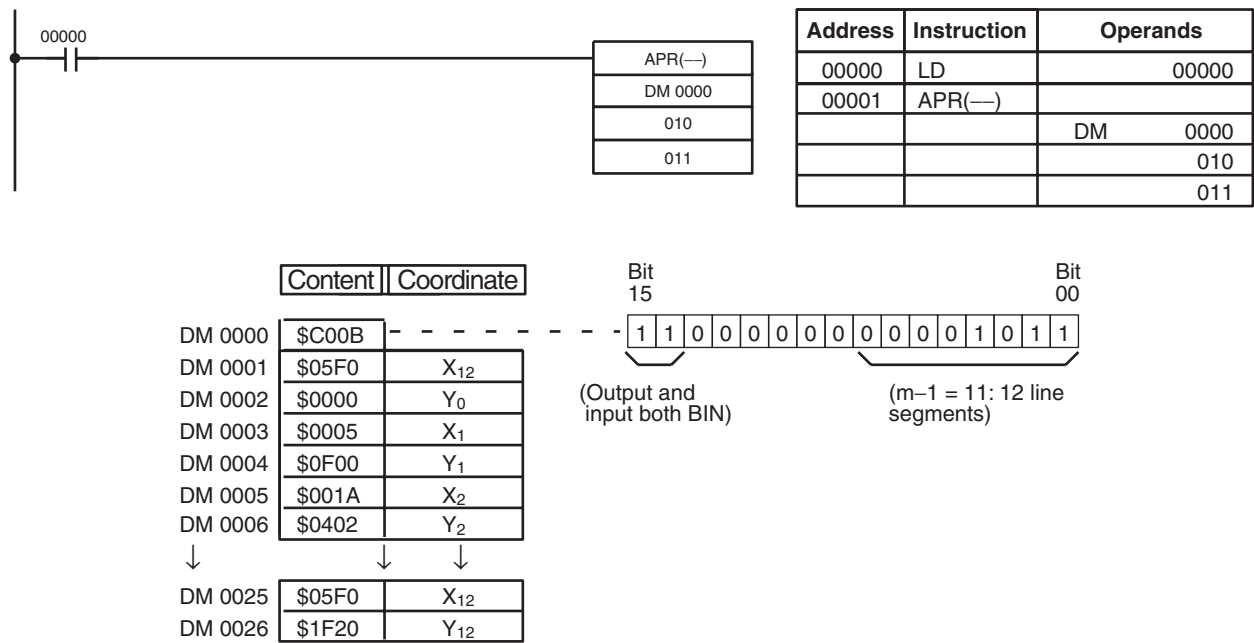 00000
APR(−−)
DM 0000
010
011
Address Instruction Operands
00000 LD 00000
00001 APR(−−)
DM 0000
010
011
Content Coordinate
Bit 15 Bit 00
DM 0000 $C00B 1 1 0 0 0 0 0 0 0 0 0 0 1 0 1 1
DM 0001 $05F0 X₁₂
DM 0002 $0000 Y₀
DM 0003 $0005 X₁
DM 0004 $0F00 Y₁
DM 0005 $001A X₂
DM 0006 $0402 Y₂
↓ ↓ ↓
DM 0025 $05F0 X₁₂
DM 0026 $1F20 Y₁₂
(Output and
input both BIN)
(m−1 = 11: 12 line
segments)